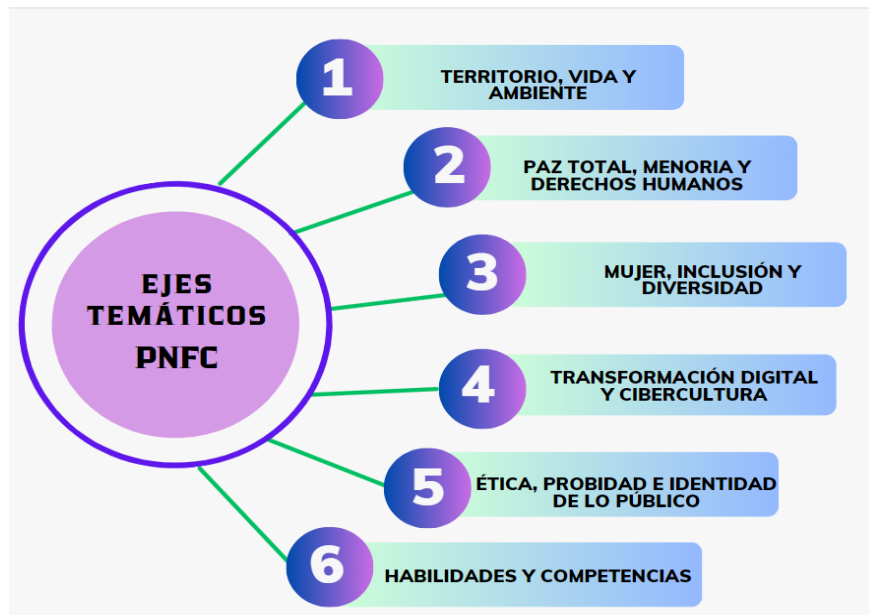 EJES
TEMÁTICOS
PNFC
1
TERRITORIO, VIDA Y
AMBIENTE
2
PAZ TOTAL, MENORIA Y
DERECHOS HUMANOS
3
MUJER, INCLUSIÓN Y
DIVERSIDAD
4
TRANSFORMACIÓN DIGITAL
Y CIBERCULTURA
5
ÉTICA, PROBIDAD E IDENTIDAD
DE LO PÚBLICO
6
HABILIDADES Y COMPETENCIAS